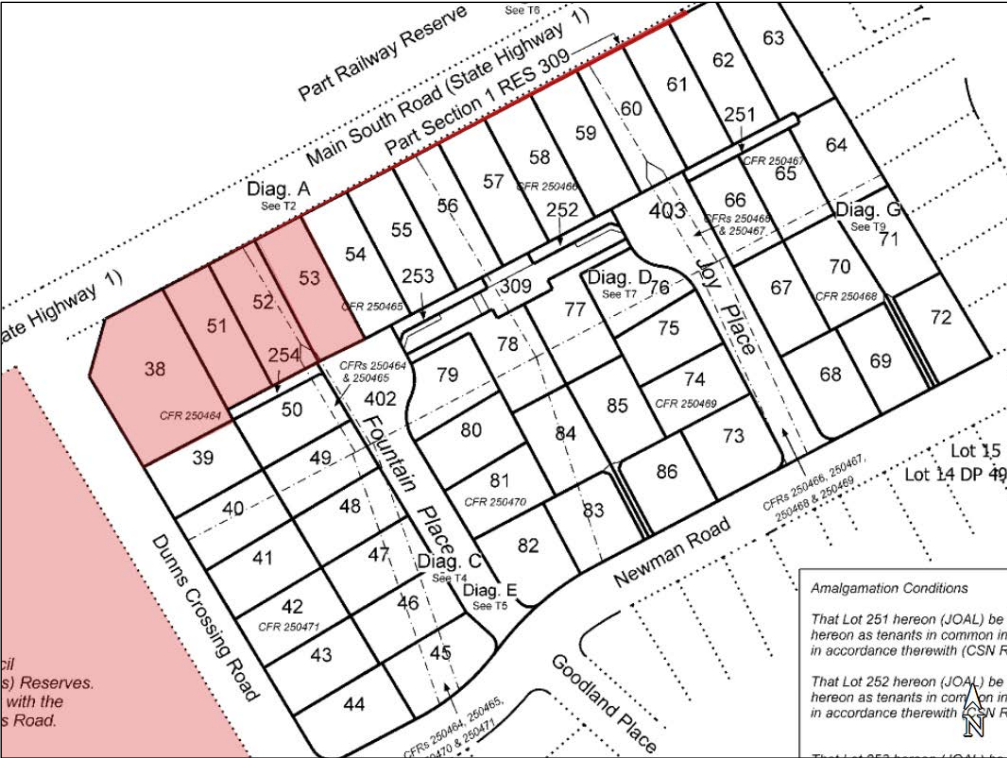 See T6
Part Railway Reserve
Main South Road (State Highway 1)
Part Section 1 RES 309
63
62
61
60
251
59
58
CFR 250467
64
65
57
CFR 250466
252
66
403
CFRs 250466
& 250467
Diag. G
See T9
71
Diag. A
See T2
56
55
54
253
53
52
51
38
CFR 250465
309
Diag. D
See T7
76
77
Joy Place
67
70
CFR 250468
72
ate Highway 1)
254
CFRs 250464
& 250465
402
78
79
75
74
CFR 250469
68
69
CFR 250464
50
39
49
Fountain Place
80
85
84
73
40
48
81
CFR 250470
86
83
41
47
82
Lot 15
Lot 14 DP 49
CFRs 250466, 250467,
250468 & 250469
Newman Road
Diag. C
See T4
Diag. E
See T5
42
CFR 250471
46
43
45
44
Dunns Crossing Road
Goodland Place
CFRs 250464, 250465,
250470 & 250471
cil
s) Reserves.
with the
s Road.
Amalgamation Conditions
That Lot 251 hereon (JOAL) be
hereon as tenants in common in
in accordance therewith (CSN R
That Lot 252 hereon (JOAL) be
hereon as tenants in common in
in accordance therewith (CSN R
N